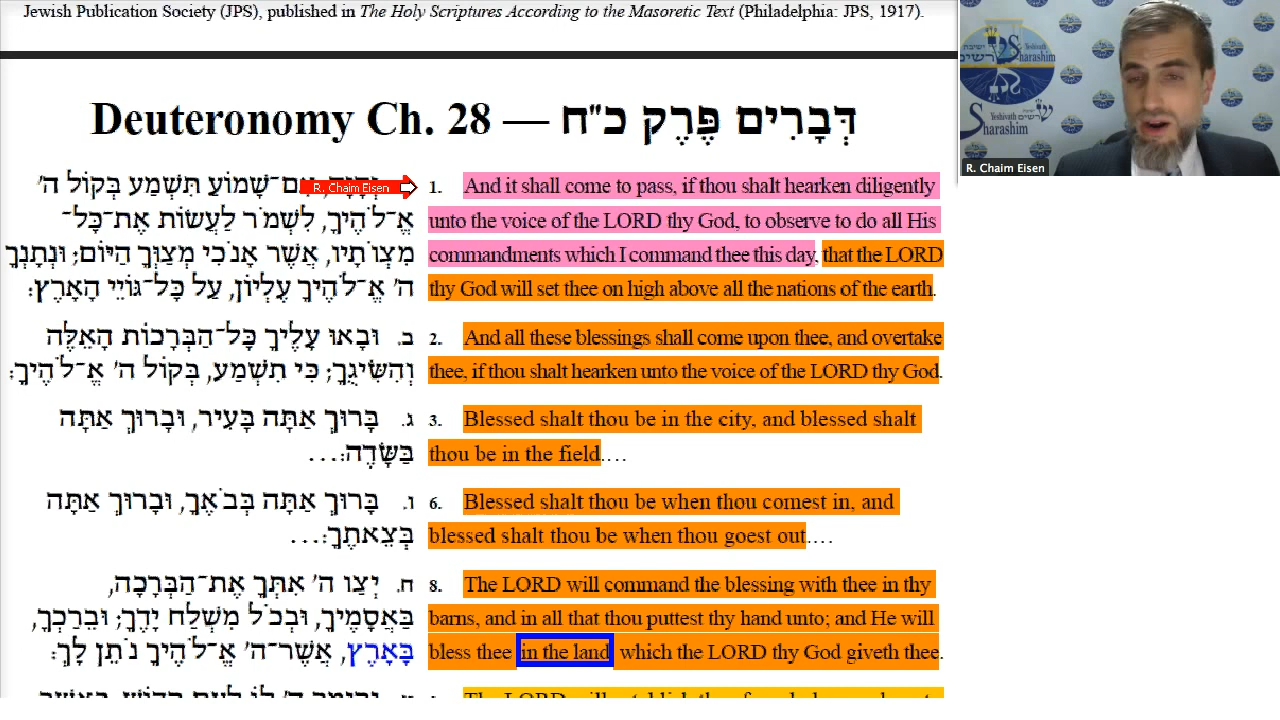 Jewish Publication Society (JPS), published in The Holy Scriptures According to the Masoretic Text (Philadelphia: JPS, 1917).
Deuteronomy Ch. 28 — דְּבָרִים פֶּרֶק כ"ח
שָׁמוֹעַ תִּשְׁמַע בְּקוֹל ה'
אֱ־לֹהֶיךָ, לִשְׁמֹר לַעֲשׂוֹת אֶת־כָּל־
מִצְוֹתָיו, אֲשֶׁר אָנֹכִי מְצַוְּךָ הַיּוֹם; וּנְתָנְךָ
ה' אֱ־לֹהֶיךָ עֶלְיוֹן, עַל כָּל־גּוֹיֵי הָאָרֶץ:
R. Chaim Eisen
1. And it shall come to pass, if thou shalt hearken diligently
unto the voice of the LORD thy God, to observe to do all His
commandments which I command thee this day, that the LORD
thy God will set thee on high above all the nations of the earth.
ב. וּבָאוּ עָלֶיךָ כָּל־הַבְּרָכוֹת הָאֵלֶּה
וְהִשִּׂיגֻךָ; כִּי תִשְׁמַע, בְּקוֹל ה' אֱ־לֹהֶיךָ:
2. And all these blessings shall come upon thee, and overtake
thee, if thou shalt hearken unto the voice of the LORD thy God.
ג. בָּרוּךְ אַתָּה בָּעִיר, וּבָרוּךְ אַתָּה
בַּשָּׂדֶה:...
3. Blessed shalt thou be in the city, and blessed shalt
thou be in the field....
ו. בָּרוּךְ אַתָּה בְּבֹאֶךָ, וּבָרוּךְ אַתָּה
בְּצֵאתֶךָ:...
6. Blessed shalt thou be when thou comest in, and
blessed shalt thou be when thou goest out....
ח. יְצַו ה' אִתְּךָ אֶת־הַבְּרָכָה,
בַּאֲסָמֶיךָ, וּבְכֹל מִשְׁלַח יָדֶךָ; וּבֵרַכְךָ,
בָּאָרֶץ, אֲשֶׁר־ה' אֱ־לֹהֶיךָ נֹתֵן לָךְ:
8. The LORD will command the blessing with thee in thy
barns, and in all that thou puttest thy hand unto; and He will
bless thee in the land which the LORD thy God giveth thee.
Yeshivath
Sharashim
ישיבת
שרשים
Yeshivath
Sharashim
R. Chaim Eisen